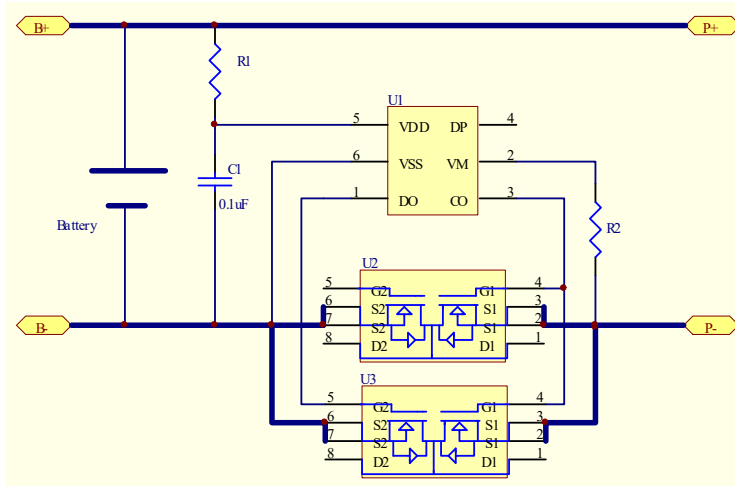 B+
P+
R1
U1
5 VDD DP 4
6 VSS VM 2
1 DO CO 3
C1
0.1uF
Battery
R2
U2
5 G2 G1 4
6 S2 S1 3
7 S2 S1 2
8 D2 D1 1
B-
P-
U3
5 G2 G1 4
6 S2 S1 3
7 S2 S1 2
8 D2 D1 1